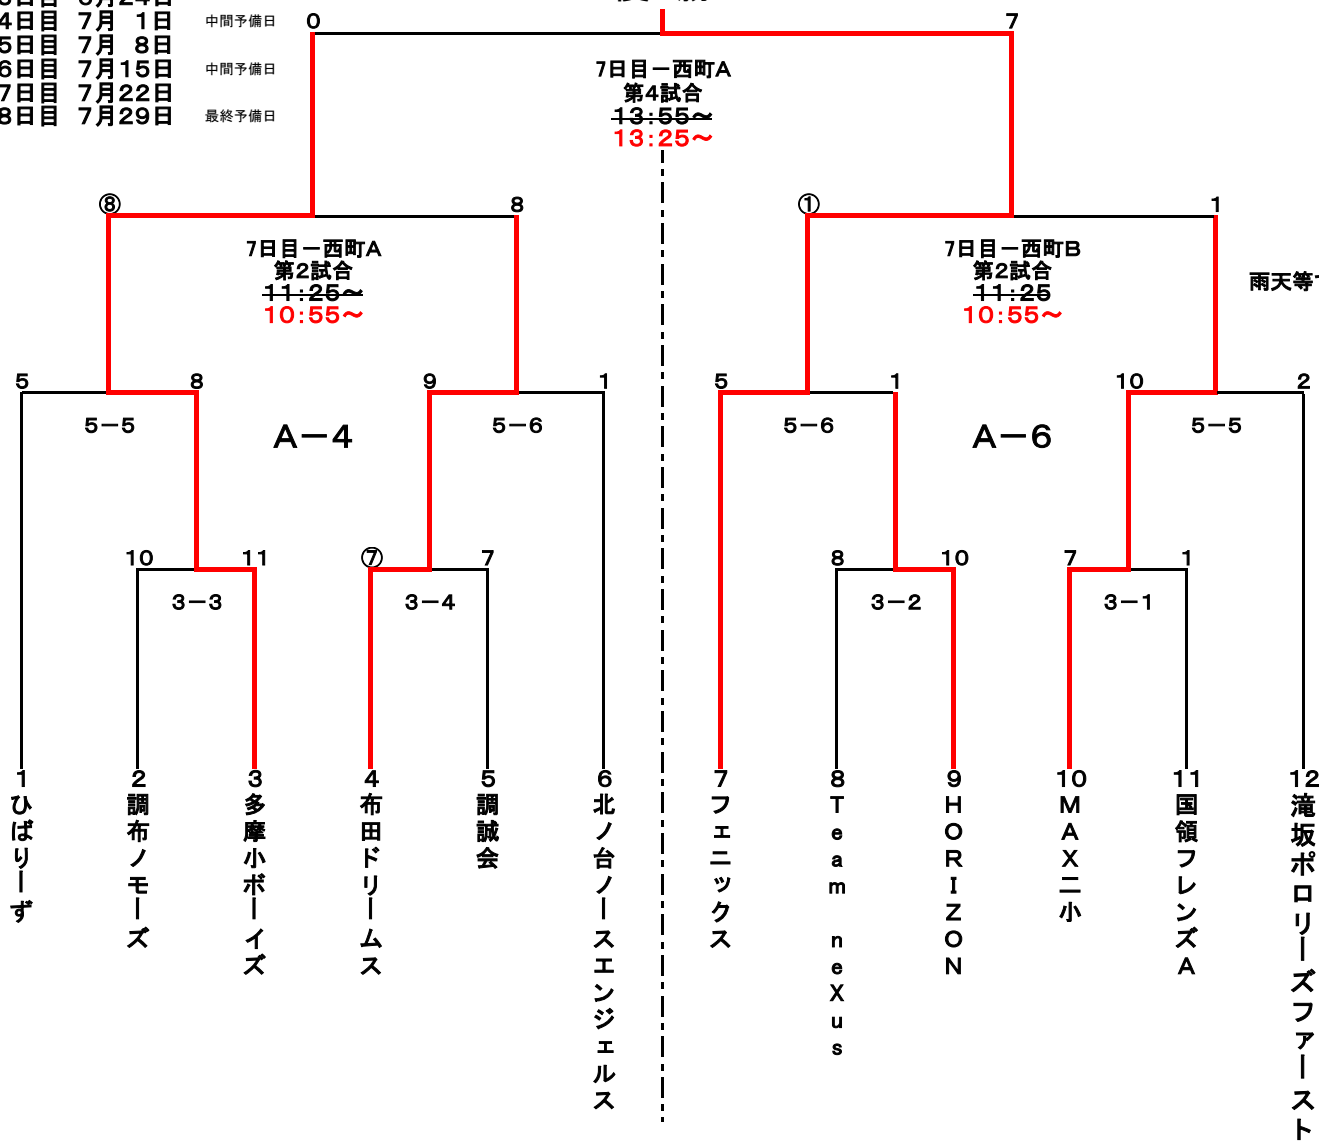 4日目 7月 1日 中間予備日
5日目 7月 8日
6日目 7月15日 中間予備日
7日目 7月22日
8日目 7月29日 最終予備日
0 7
7日目－西町A
第4試合
13:55～
13:25～
⑧ 8 ① 1
7日目－西町A
第2試合
11:25～
10:55～
7日目－西町B
第2試合
11:25
10:55～
雨天等
5 8 9 1 5 1 10 2
5－5 A－4 5－6 5－6 A－6 5－5
10 11 ⑦ 7 8 10 7 1
3－3 3－4 3－2 3－1
1 ひばりーず
2 調布ノモーズ
3 多摩小ボーイズ
4 布田ドリームス
5 調誠会
6 北ノ台ノースエンジェルス
7 フェニックス
8 Team neXus
9 HORIZON
10 MAX二小
11 国領フレンズA
12 滝坂ポロリーズファースト